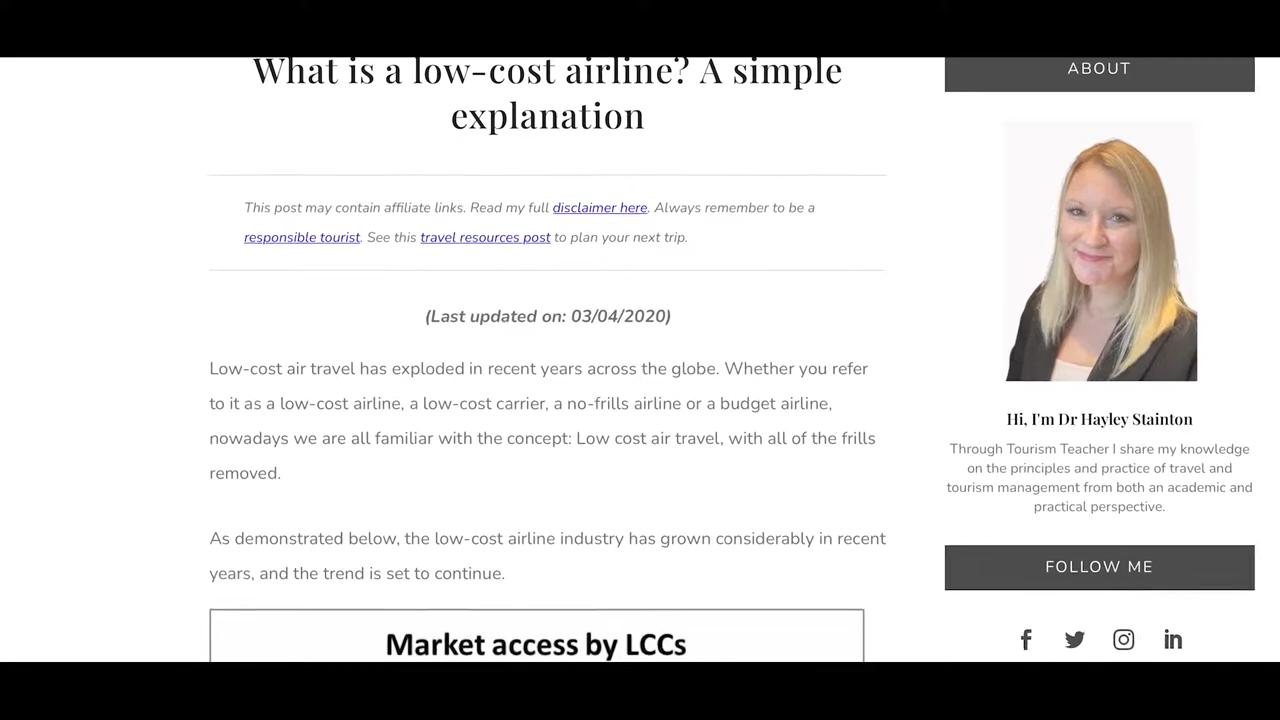 What is a low-cost airline? A simple
explanation
This post may contain affiliate links. Read my full disclaimer here. Always remember to be a
responsible tourist. See this travel resources post to plan your next trip.
(Last updated on: 03/04/2020)
Low-cost air travel has exploded in recent years across the globe. Whether you refer
to it as a low-cost airline, a low-cost carrier, a no-frills airline or a budget airline,
nowadays we are all familiar with the concept: Low cost air travel, with all of the frills
removed.
As demonstrated below, the low-cost airline industry has grown considerably in recent
years, and the trend is set to continue.
Market access by LCCs
ABOUT
Hi, I'm Dr Hayley Stainton
Through Tourism Teacher I share my knowledge
on the principles and practice of travel and
tourism management from both an academic and
practical perspective.
FOLLOW ME